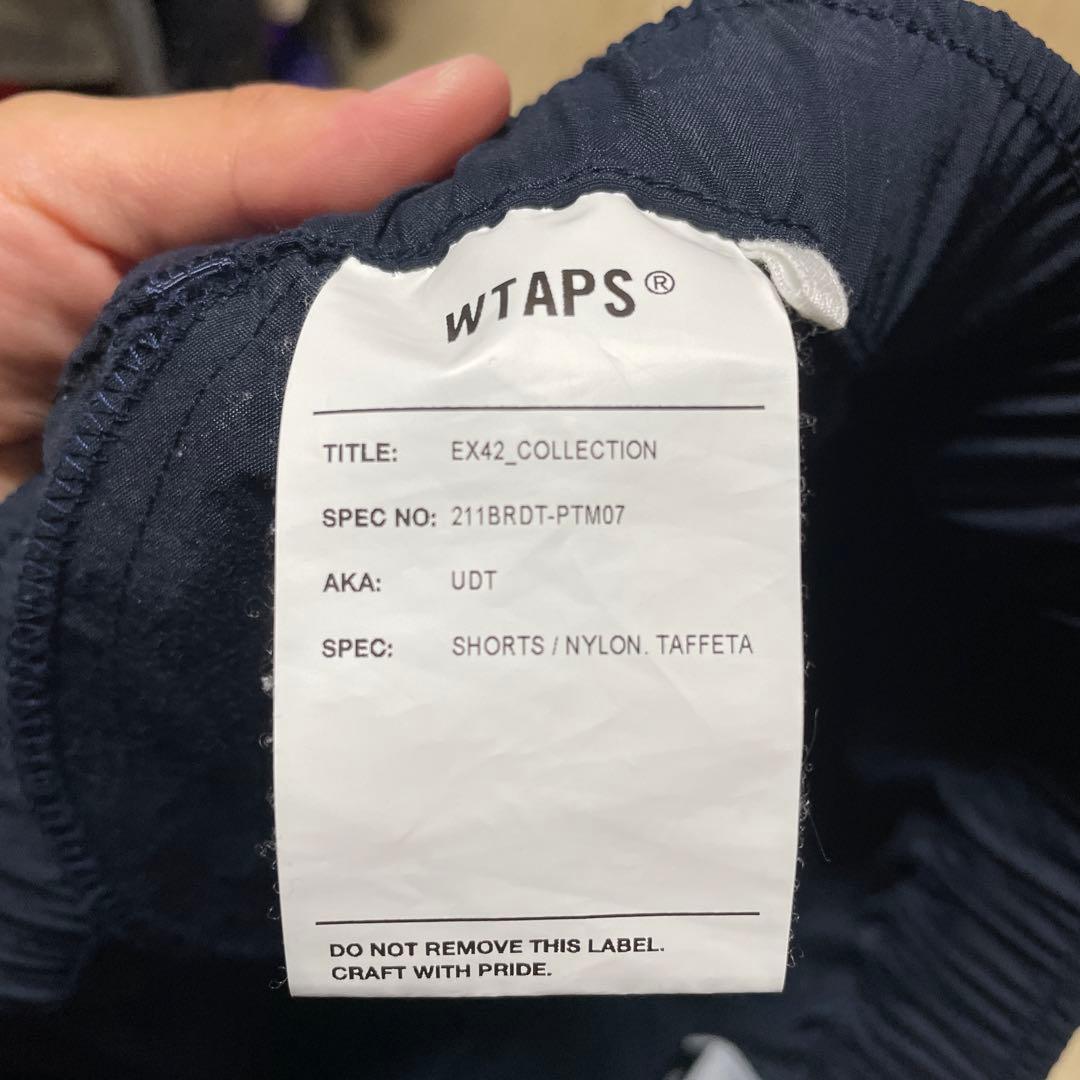 WTAPS®
TITLE: EX42_COLLECTION
SPEC NO: 211BRDT-PTM07
AKA: UDT
SPEC: SHORTS / NYLON. TAFFETA
DO NOT REMOVE THIS LABEL.
CRAFT WITH PRIDE.